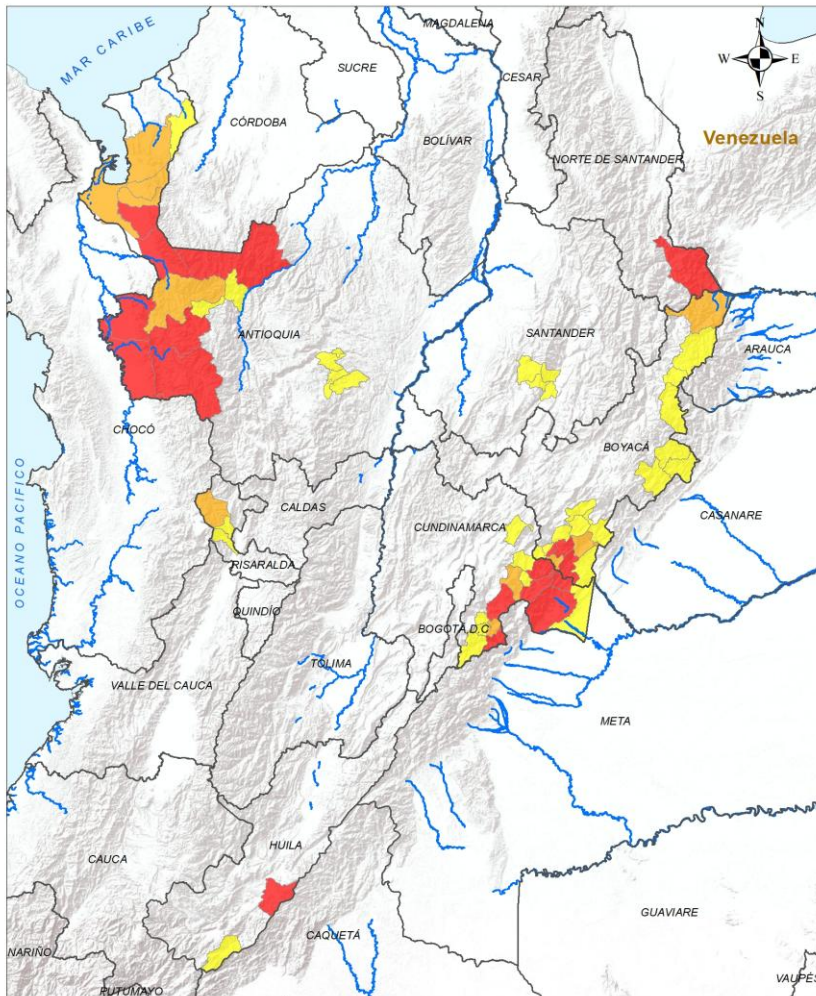 MAGDALENA
N
MAR CARIBE
SUCRE
CESAR
W
E
S
CÓRDOBA
BOLÍVAR
Venezuela
NORTE DE SANTANDER
ANTIOQUIA
SANTANDER
ARAUCA
CHOCÓ
BOYACÁ
OCEANO PACIFICO
CALDAS
CUNDINAMARCA
CASANARE
RISARALDA
QUINDÍO
BOGOTÁ D.C
TOLIMA
VALLE DEL CAUCA
META
HUILA
CAUCA
GUAVIARE
CAQUETÁ
NARIÑO
PUTUMAYO
VAUPÉS